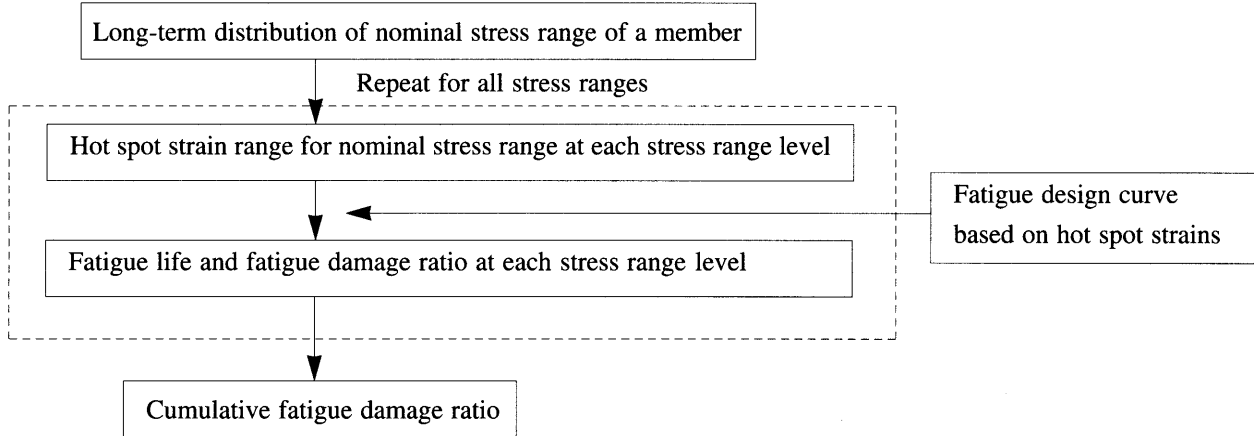 Long-term distribution of nominal stress range of a member
Repeat for all stress ranges
Hot spot strain range for nominal stress range at each stress range level
Fatigue design curve
based on hot spot strains
Fatigue life and fatigue damage ratio at each stress range level
Cumulative fatigue damage ratio